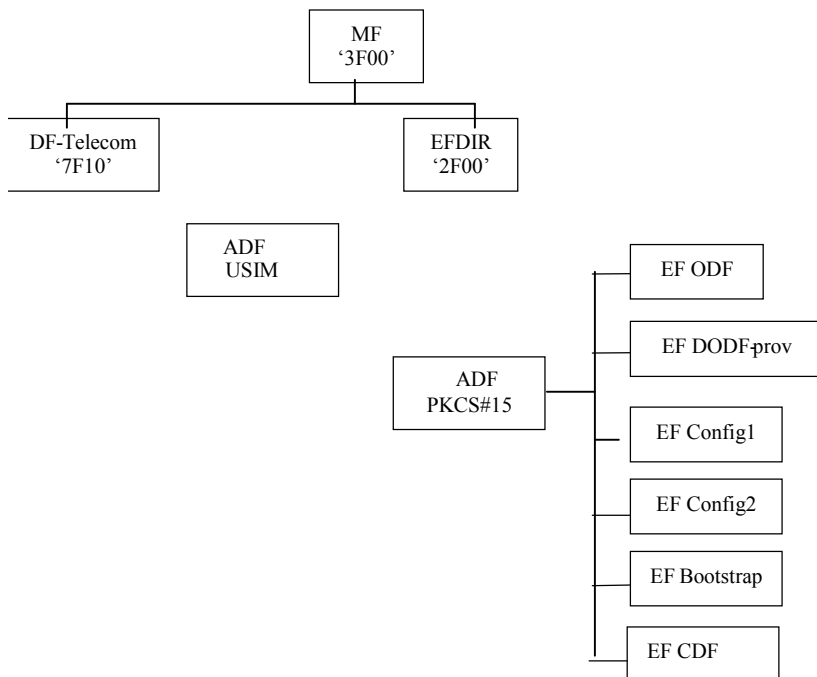 MF
‘3F00’
DF-Telecom
‘7F10’
EFDIR
‘2F00’
ADF
USIM
ADF
PKCS#15
EF ODF
EF DODF-prov
EF Config1
EF Config2
EF Bootstrap
EF CDF